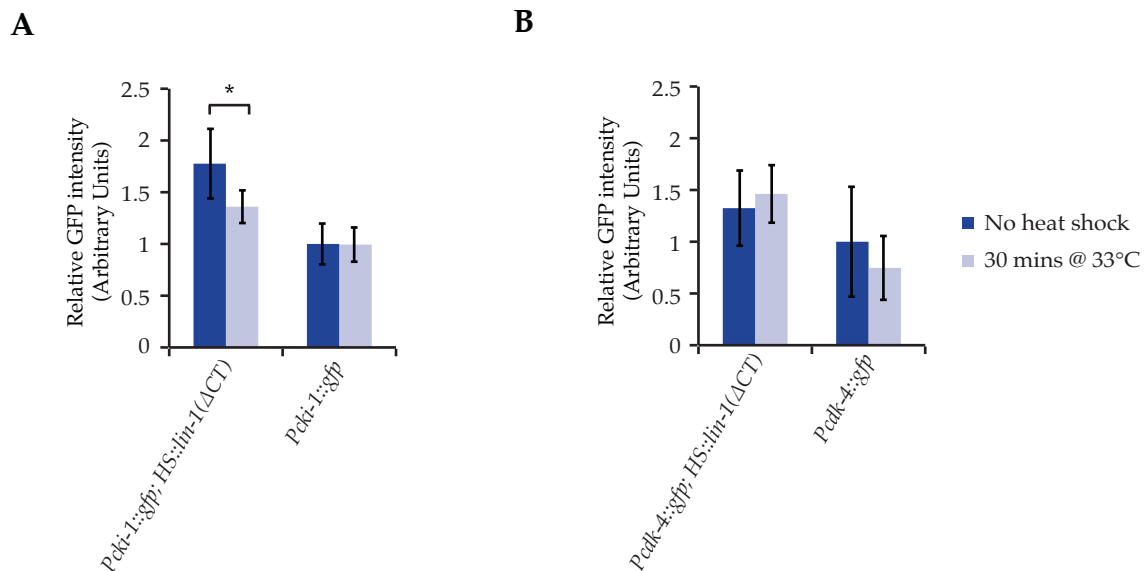 A
Relative GFP intensity
(Arbitrary Units)
2.5
2
1.5
1
0.5
0
*
Pcki-1::gfp; HS::lin-1(ΔCT)
Pcki-1::gfp
B
Relative GFP intensity
(Arbitrary Units)
2.5
2
1.5
1
0.5
0
Pcdk-4::gfp; HS::lin-1(ΔCT)
Pcdk-4::gfp
No heat shock
30 mins @ 33°C